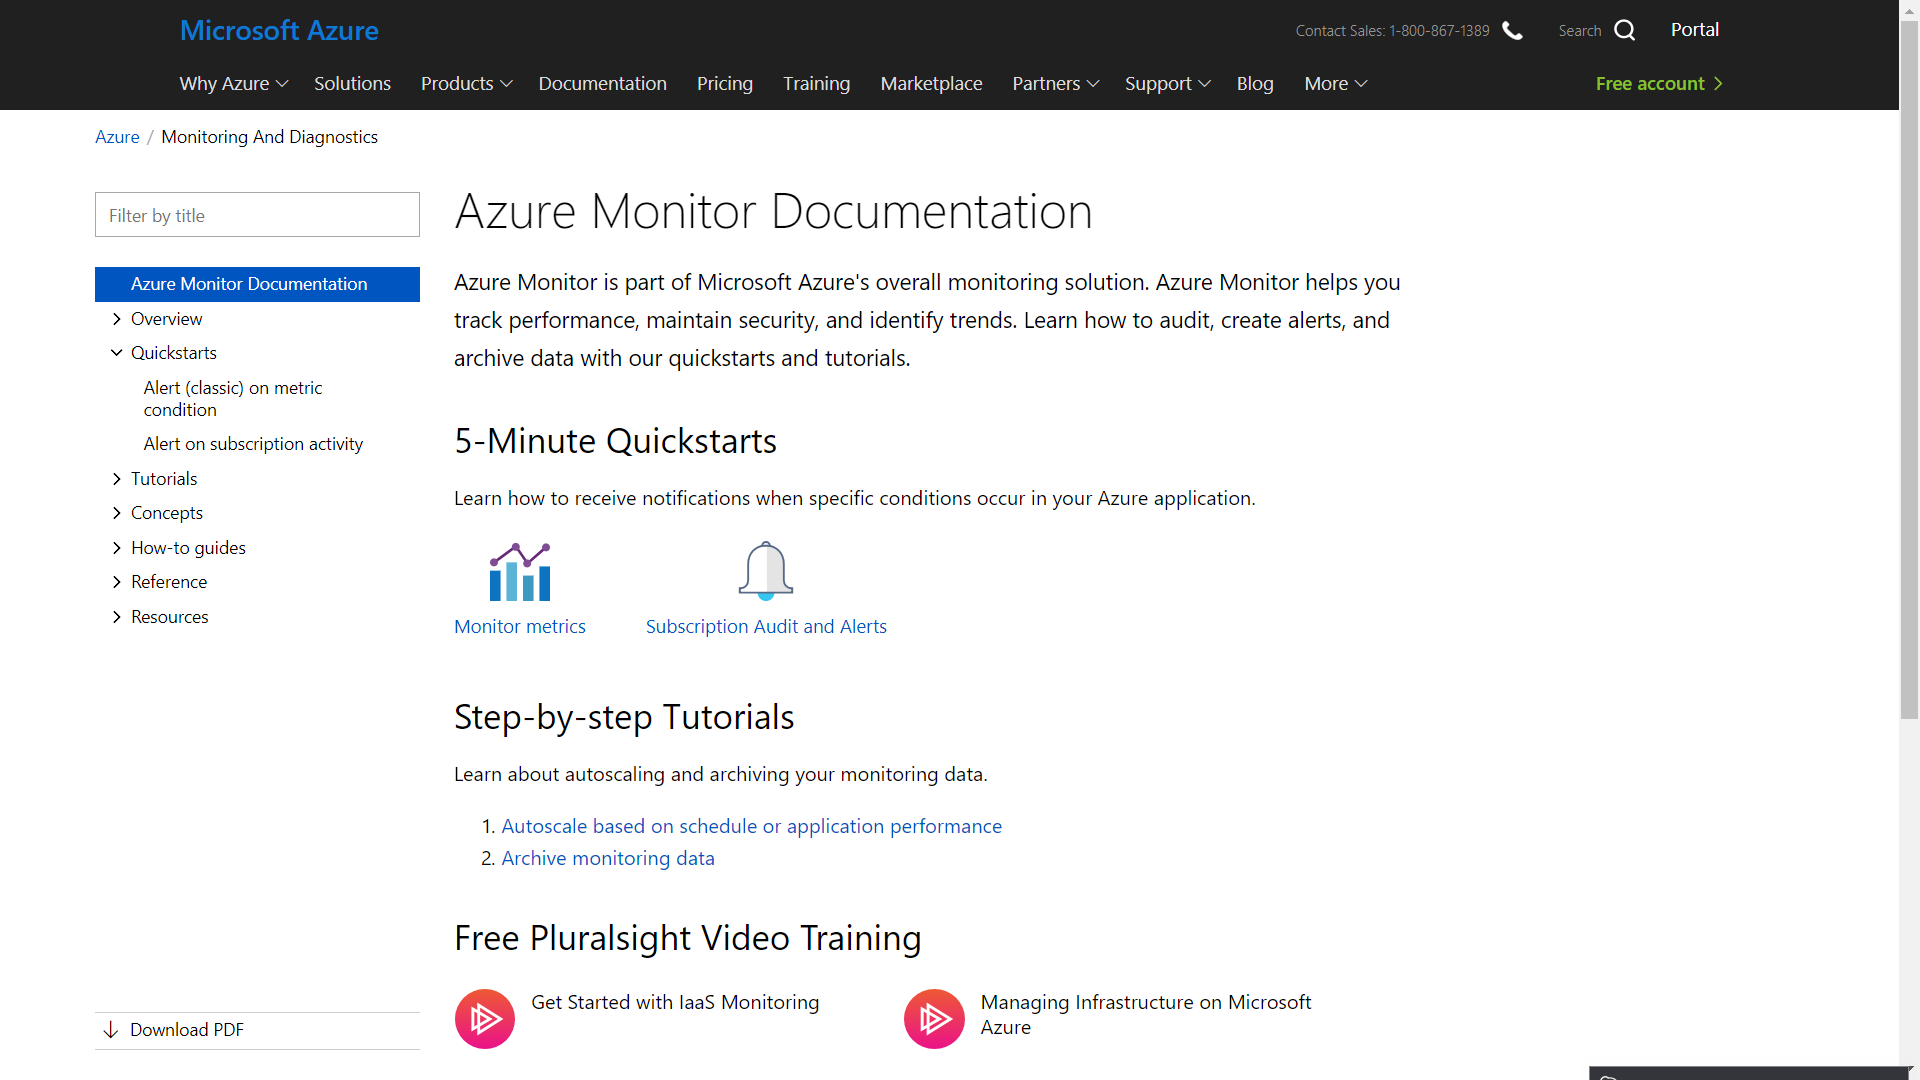 Microsoft Azure
Contact Sales: 1-800-867-1389
Search
Portal
Why Azure
Solutions
Products
Documentation
Pricing
Training
Marketplace
Partners
Support
Blog
More
Free account
Azure / Monitoring And Diagnostics
Filter by title
Azure Monitor Documentation
Overview
Quickstarts
Alert (classic) on metric
condition
Alert on subscription activity
Tutorials
Concepts
How-to guides
Reference
Resources
Download PDF
Azure Monitor Documentation
Azure Monitor is part of Microsoft Azure's overall monitoring solution. Azure Monitor helps you
track performance, maintain security, and identify trends. Learn how to audit, create alerts, and
archive data with our quickstarts and tutorials.
5-Minute Quickstarts
Learn how to receive notifications when specific conditions occur in your Azure application.
Monitor metrics
Subscription Audit and Alerts
Step-by-step Tutorials
Learn about autoscaling and archiving your monitoring data.
1. Autoscale based on schedule or application performance
2. Archive monitoring data
Free Pluralsight Video Training
Get Started with IaaS Monitoring
Managing Infrastructure on Microsoft
Azure